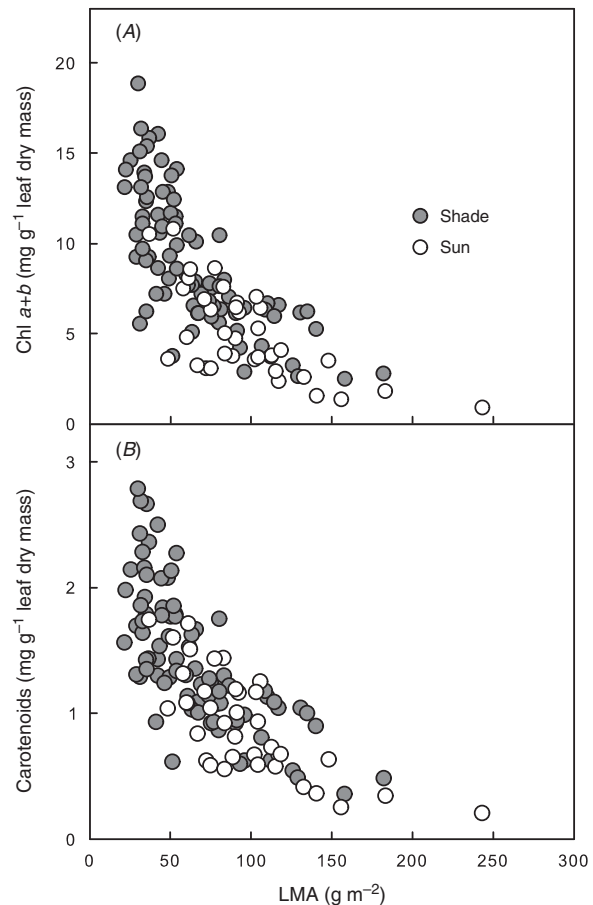 (A)
20
15
10
5
0
Chl a+b (mg g⁻¹ leaf dry mass)
Shade
Sun
(B)
3
2
1
0
Carotenoids (mg g⁻¹ leaf dry mass)
0 50 100 150 200 250 300
LMA (g m⁻²)